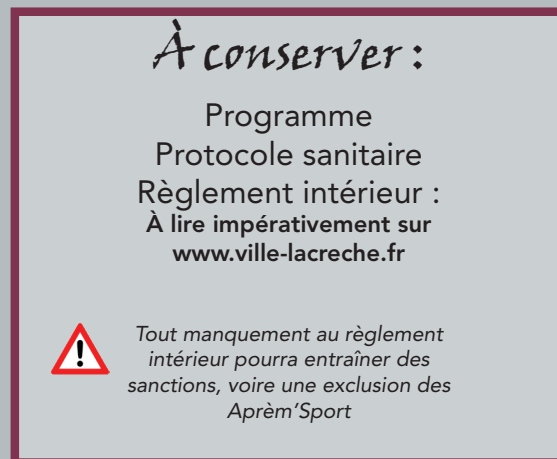 À conserver :
Programme
Protocole sanitaire
Règlement intérieur :
À lire impérativement sur
www.ville-lacreche.fr
Tout manquement au règlement
intérieur pourra entraîner des
sanctions, voire une exclusion des
Aprèm'Sport